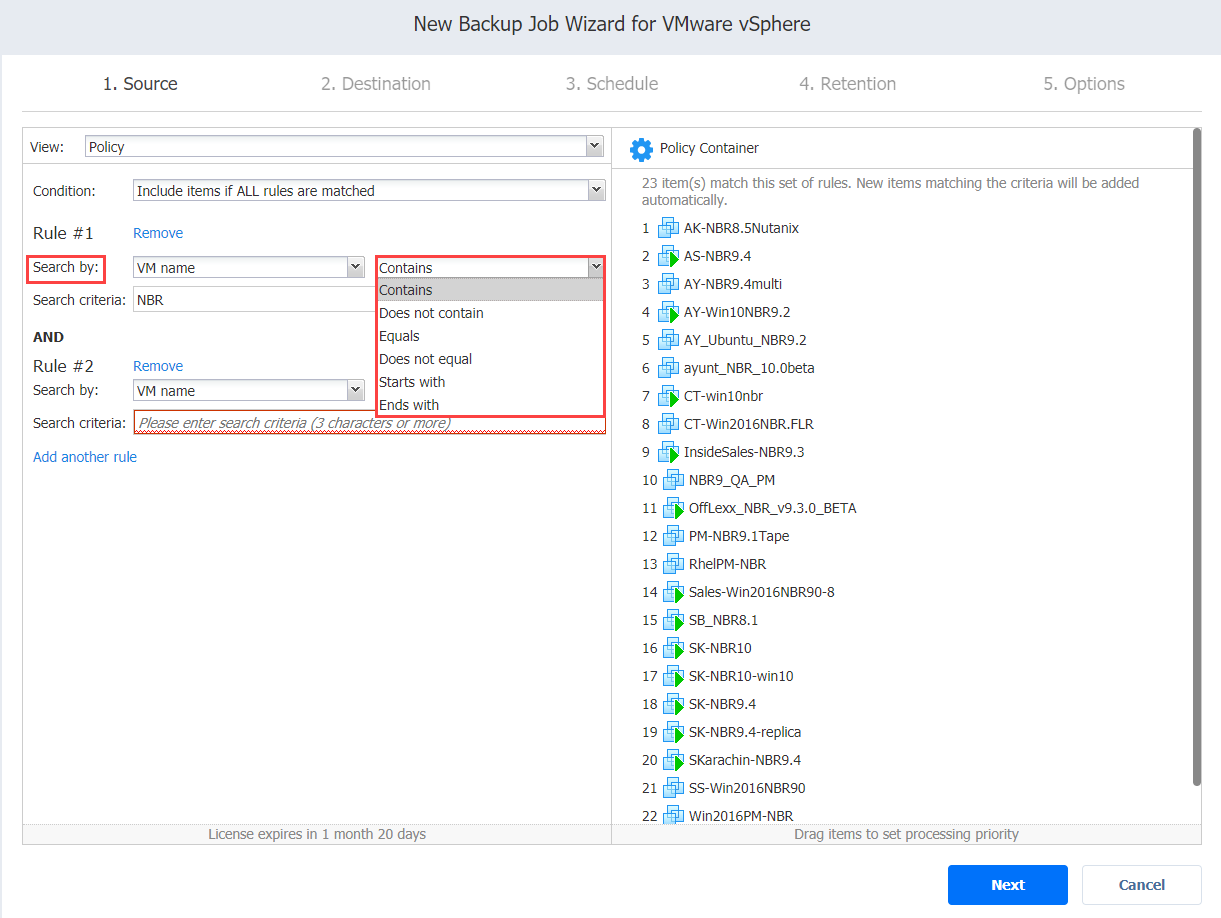 New Backup Job Wizard for VMware vSphere
1. Source 2. Destination 3. Schedule 4. Retention 5. Options
View: Policy
Condition: Include items if ALL rules are matched
Rule #1 Remove
Search by: VM name Contains
Contains
Does not contain
Equals
Does not equal
Starts with
Ends with
Search criteria: NBR
AND
Rule #2 Remove
Search by: VM name
Search criteria: Please enter search criteria (3 characters or more)
Add another rule
License expires in 1 month 20 days
Policy Container
23 item(s) match this set of rules. New items matching the criteria will be added
automatically.
1 AK-NBR8.5Nutanix
2 AS-NBR9.4
3 AY-NBR9.4multi
4 AY-Win10NBR9.2
5 AY_Ubuntu_NBR9.2
6 ayunt_NBR_10.0beta
7 CT-win10nbr
8 CT-Win2016NBR.FLR
9 InsideSales-NBR9.3
10 NBR9_QA_PM
11 OffLexx_NBR_v9.3.0_BETA
12 PM-NBR9.1Tape
13 RhelPM-NBR
14 Sales-Win2016NBR90-8
15 SB_NBR8.1
16 SK-NBR10
17 SK-NBR10-win10
18 SK-NBR9.4
19 SK-NBR9.4-replica
20 SKarachin-NBR9.4
21 SS-Win2016NBR90
22 Win2016PM-NBR
Drag items to set processing priority
Next Cancel